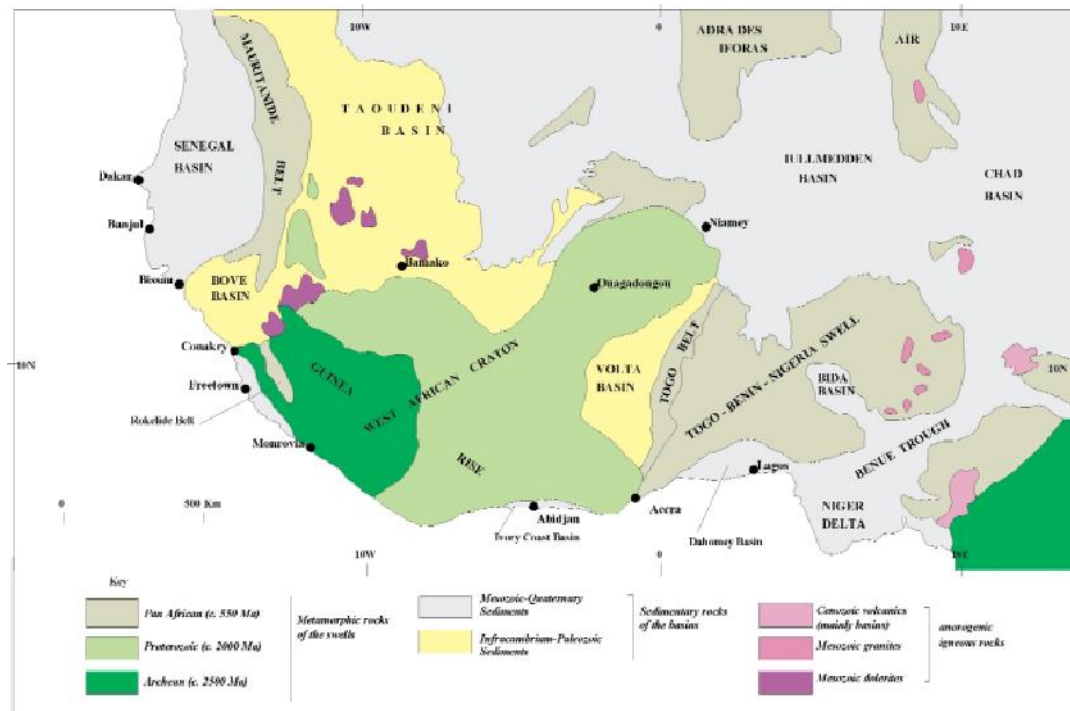 10W
0
10E
MAURITANIDE
BELT
TAOUDENI
BASIN
ADRA DES
IFORAS
AIR
SENEGAL
BASIN
IULLMEDDEN
BASIN
CHAD
BASIN
Dakar
Banjul
Niamey
Bissau
BOVE
BASIN
Bamako
Ouagadougou
Conakry
10N
GUINEA
WEST AFRICAN CRATON
RISE
VOLTA
BASIN
TOGO BELT
TOGO - BENIN - NIGERIA SWELL
BIDA
BASIN
10N
Freetown
Rokelide Belt
Monrovia
BENUE TROUGH
Lagos
0
500 Km
Accra
NIGER
DELTA
Abidjan
Ivory Coast Basin
Dahomey Basin
10W
0
10E
Key
Pan African (c. 550 Ma)
Proterozoic (c. 2000 Ma)
Archean (c. 2500 Ma)
Metamorphic rocks
of the swells
Mesozoic-Quaternary
Sediments
Infracambrium-Paleozoic
Sediments
Sedimentary rocks
of the basins
Cenozoic volcanics
(mainly basins)
Mesozoic granites
Mesozoic dolerites
anorogenic
igneous rocks